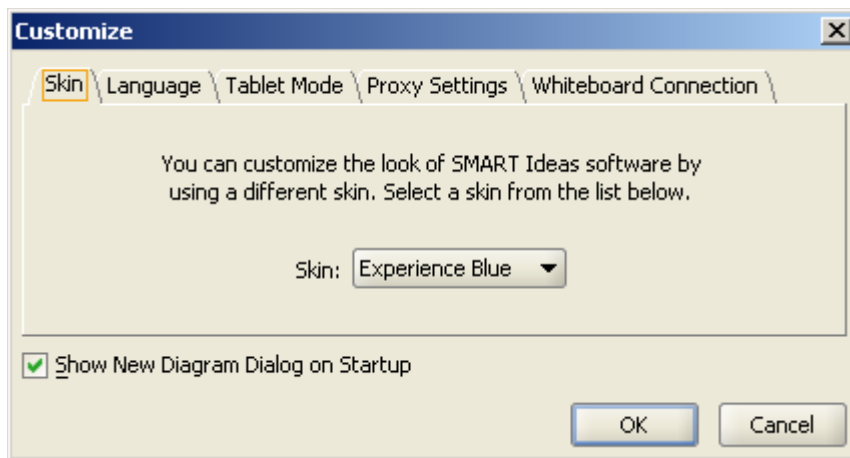 Customize
Skin Language Tablet Mode Proxy Settings Whiteboard Connection
You can customize the look of SMART Ideas software by
using a different skin. Select a skin from the list below.
Skin: Experience Blue
Show New Diagram Dialog on Startup
OK Cancel